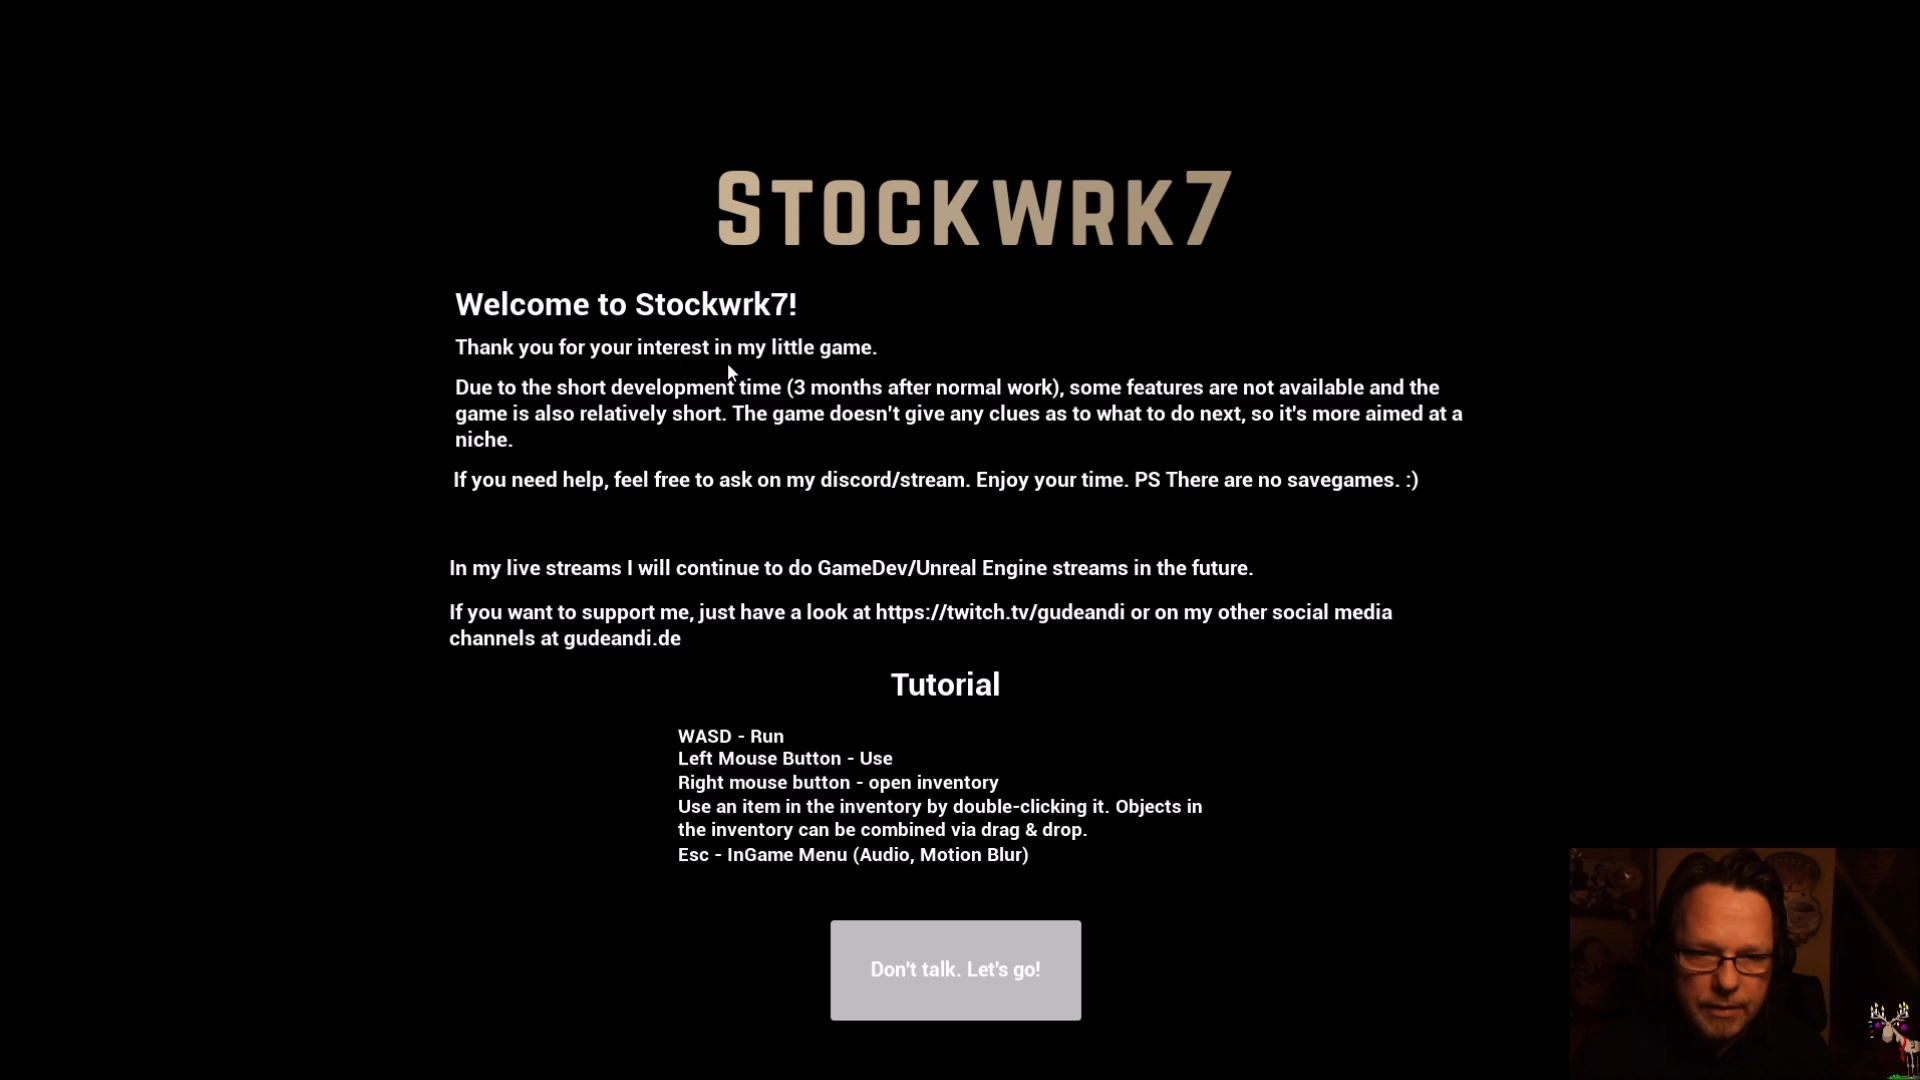 STOCKWRK7
Welcome to Stockwrk7!
Thank you for your interest in my little game.
Due to the short development time (3 months after normal work), some features are not available and the
game is also relatively short. The game doesn't give any clues as to what to do next, so it's more aimed at a
niche.
If you need help, feel free to ask on my discord/stream. Enjoy your time. PS There are no savegames. :)
In my live streams I will continue to do GameDev/Unreal Engine streams in the future.
If you want to support me, just have a look at https://twitch.tv/gudeandi or on my other social media
channels at gudeandi.de
Tutorial
WASD - Run
Left Mouse Button - Use
Right mouse button - open inventory
Use an item in the inventory by double-clicking it. Objects in
the inventory can be combined via drag & drop.
Esc - InGame Menu (Audio, Motion Blur)
Don't talk. Let's go!